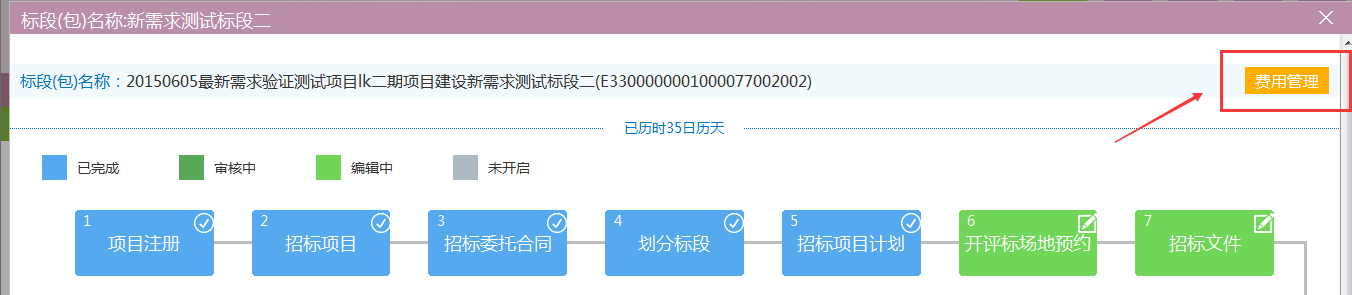 标段(包)名称:新需求测试标段二
标段(包)名称：20150605最新需求验证测试项目lk二期项目建设新需求测试标段二(E3300000001000077002002)
费用管理
已历时35日历天
已完成
审核中
编辑中
未开启
1
项目注册
2
招标项目
3
招标委托合同
4
划分标段
5
招标项目计划
6
开评标场地预约
7
招标文件